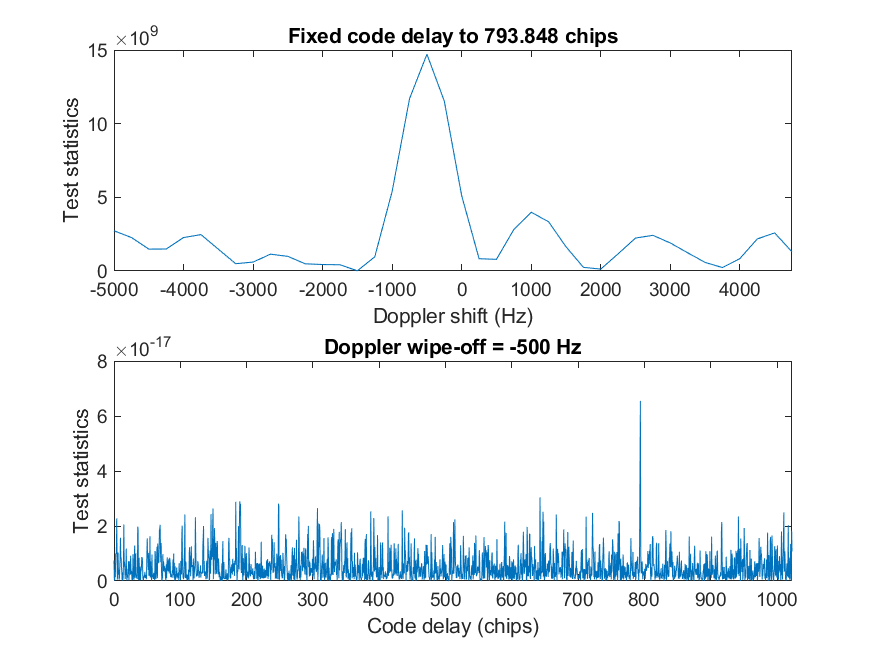 Fixed code delay to 793.848 chips
×10^9
15
10
5
0
Test statistics
-5000 -4000 -3000 -2000 -1000 0 1000 2000 3000 4000
Doppler shift (Hz)
Doppler wipe-off = -500 Hz
×10^-17
8
6
4
2
0
Test statistics
0 100 200 300 400 500 600 700 800 900 1000
Code delay (chips)